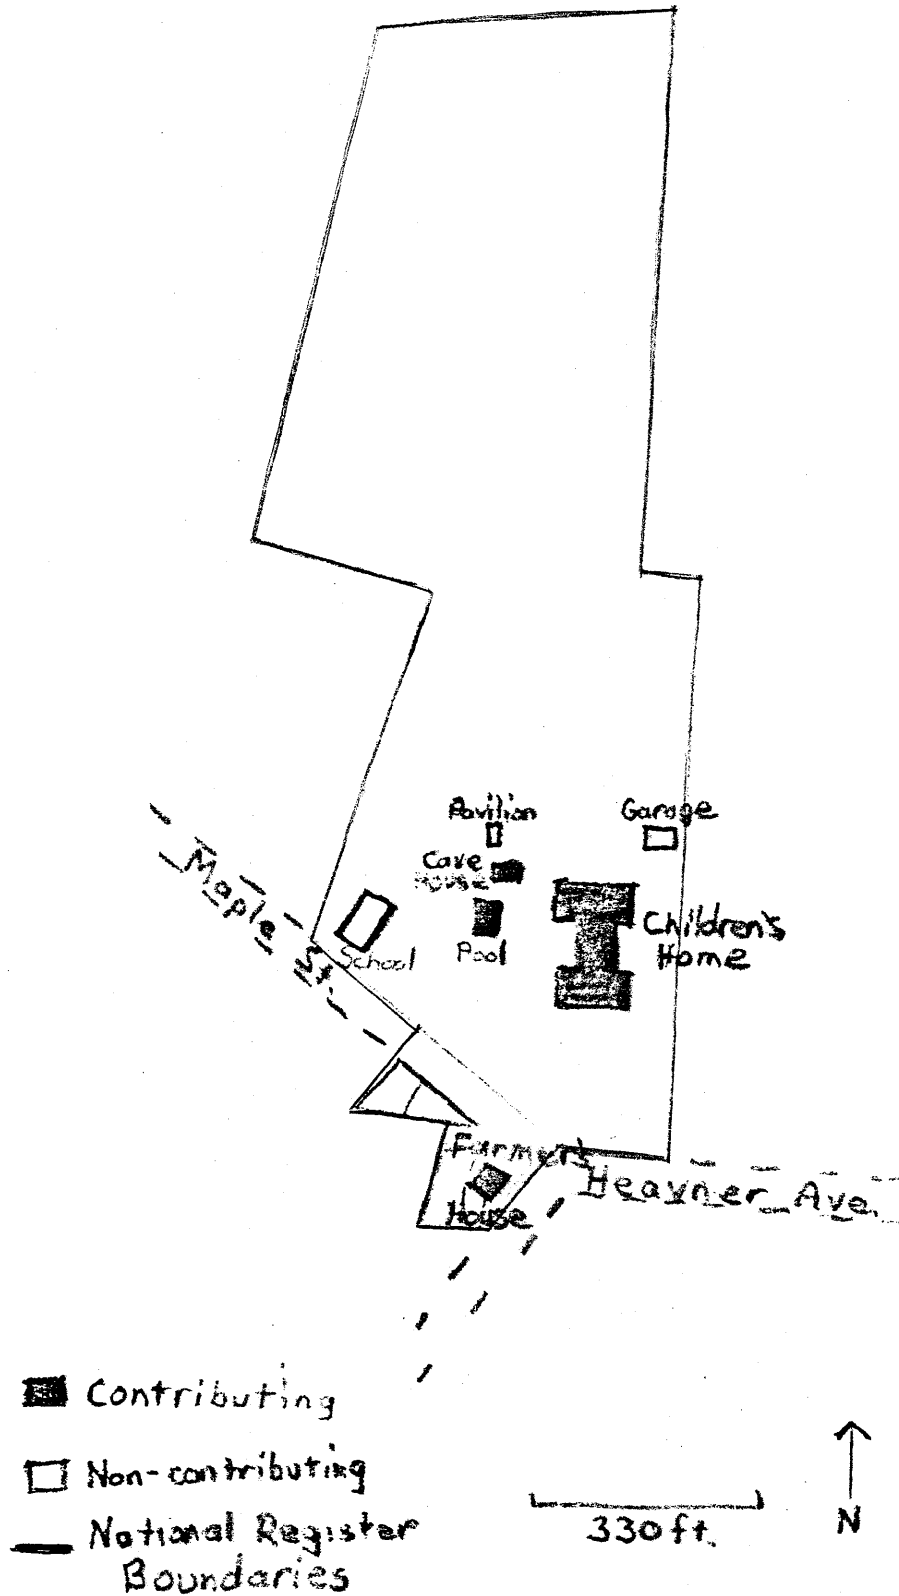 Pavilion
Garage
Cave
House
Maple St.
School
Pool
Children's
Home
Farmer's
House
Heavner Ave.
Contributing
Non-contributing
National Register
Boundaries
330 ft.
N